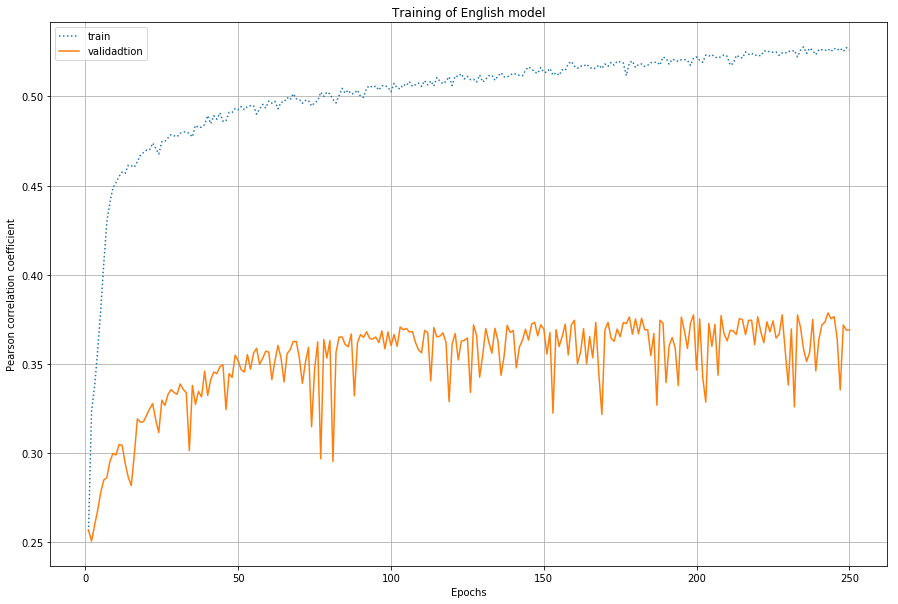 Training of English model
train
validadtion
Pearson correlation coefficient
0.50
0.45
0.40
0.35
0.30
0.25
0
50
100
150
200
250
Epochs